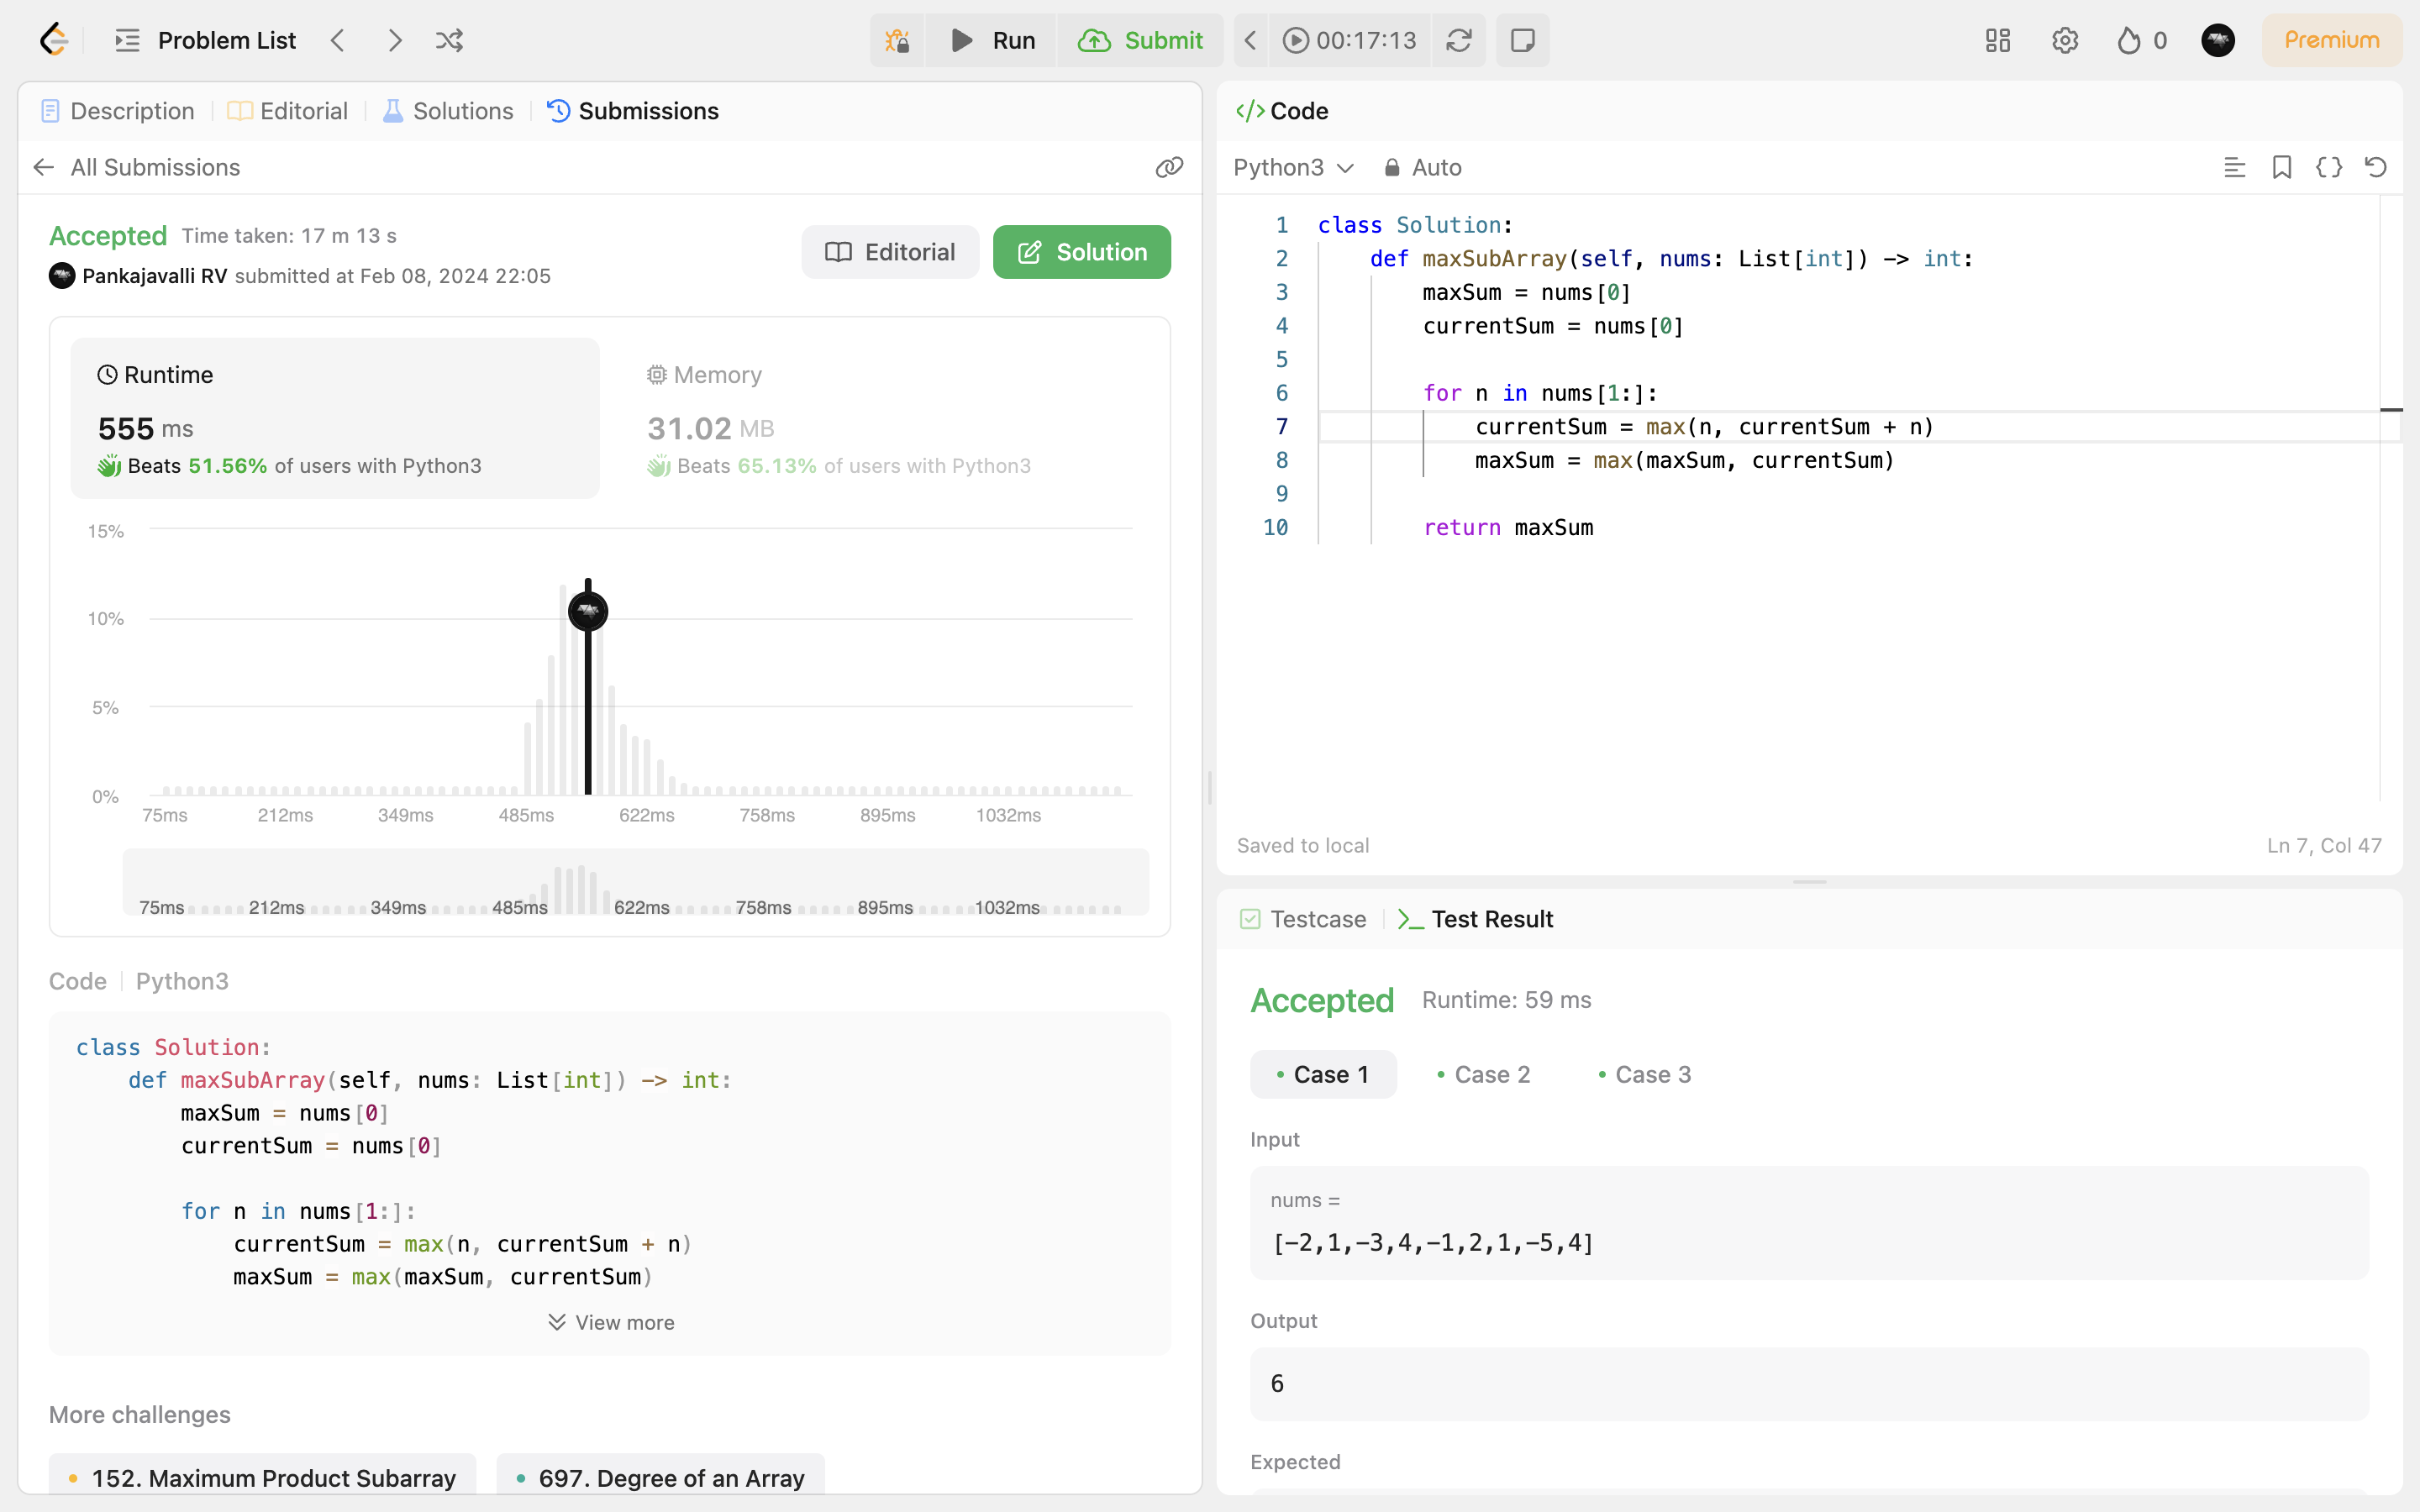 Problem List
Run
Submit
00:17:13
0
Premium
Description
Editorial
Solutions
Submissions
All Submissions
Accepted Time taken: 17 m 13 s
Pankajavalli RV submitted at Feb 08, 2024 22:05
Editorial
Solution
Runtime
555 ms
Beats 51.56% of users with Python3
Memory
31.02 MB
Beats 65.13% of users with Python3
15%
10%
5%
0%
75ms 212ms 349ms 485ms 622ms 758ms 895ms 1032ms
75ms 212ms 349ms 485ms 622ms 758ms 895ms 1032ms
Code Python3
class Solution:
    def maxSubArray(self, nums: List[int]) -> int:
        maxSum = nums[0]
        currentSum = nums[0]
        for n in nums[1:]:
            currentSum = max(n, currentSum + n)
            maxSum = max(maxSum, currentSum)
View more
More challenges
152. Maximum Product Subarray
697. Degree of an Array
</> Code
Python3
Auto
1 class Solution:
2     def maxSubArray(self, nums: List[int]) -> int:
3         maxSum = nums[0]
4         currentSum = nums[0]
5
6         for n in nums[1:]:
7             currentSum = max(n, currentSum + n)
8             maxSum = max(maxSum, currentSum)
9
10         return maxSum
Saved to local
Ln 7, Col 47
Testcase
Test Result
Accepted Runtime: 59 ms
Case 1
Case 2
Case 3
Input
nums =
[-2,1,-3,4,-1,2,1,-5,4]
Output
6
Expected